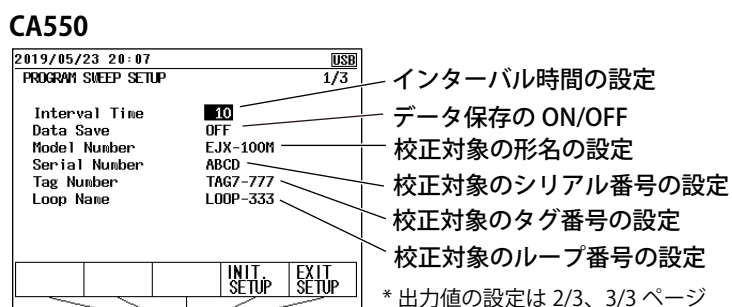 CA550
2019/05/23 20:07 USB
PROGRAM SWEEP SETUP 1/3
Interval Time 10 インターバル時間の設定
Data Save OFF データ保存の ON/OFF
Model Number EJX-100M 校正対象の形名の設定
Serial Number ABCD 校正対象のシリアル番号の設定
Tag Number TAG7-777 校正対象のタグ番号の設定
Loop Name LOOP-333 校正対象のループ番号の設定
INIT. SETUP EXIT SETUP
* 出力値の設定は 2/3、3/3 ページ